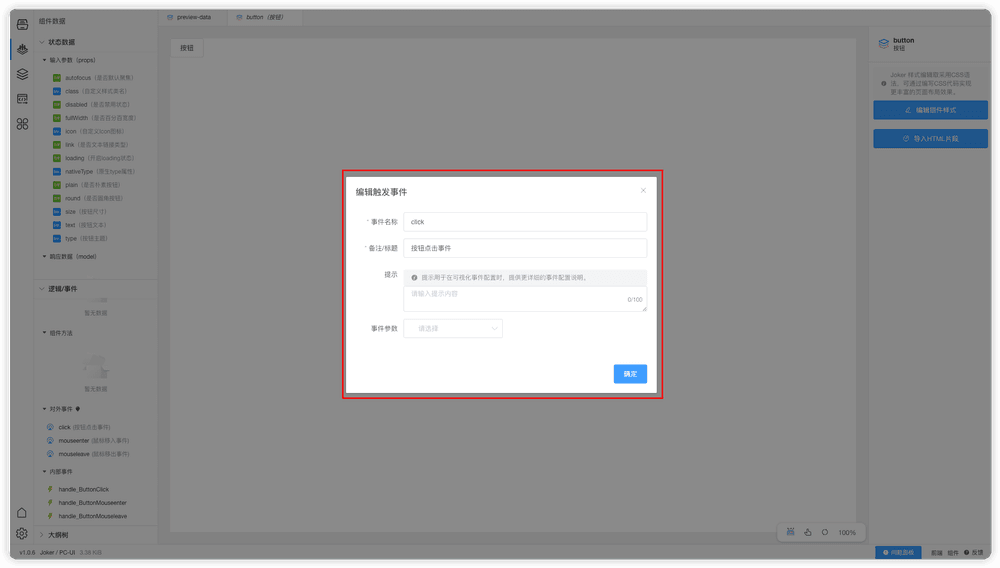 组件数据
preview-data
button（按钮）
状态数据
输入参数（props）
autofocus（是否默认聚焦）
class（自定义样式类名）
disabled（是否禁用状态）
fullWidth（是否百分百宽度）
icon（自定义icon图标）
link（是否文本链接类型）
loading（开启loading状态）
nativeType（原生type属性）
plain（是否朴素按钮）
round（是否圆角按钮）
size（按钮尺寸）
text（按钮文本）
type（按钮主题）
响应数据（model）
逻辑/事件
暂无数据
组件方法
暂无数据
对外事件
click (按钮点击事件)
mouseenter (鼠标移入事件)
mouseleave (鼠标移出事件)
内部事件
handle_ButtonClick
handle_ButtonMouseenter
handle_ButtonMouseleave
大纲树
按钮
编辑触发事件
* 事件名称
click
* 备注/标题
按钮点击事件
提示
提示用于在可视化事件配置时，提供更详细的事件配置说明。
请输入提示内容
0/100
事件参数
请选择
确定
button
按钮
Joker 样式编辑器采用CSS语
法，可通过编写CSS代码实现
更丰富的页面布局效果。
编辑组件样式
导入HTML片段
100%
v1.0.6
Joker / PC-UI
3.38 KiB
问题面板
前端
组件
反馈